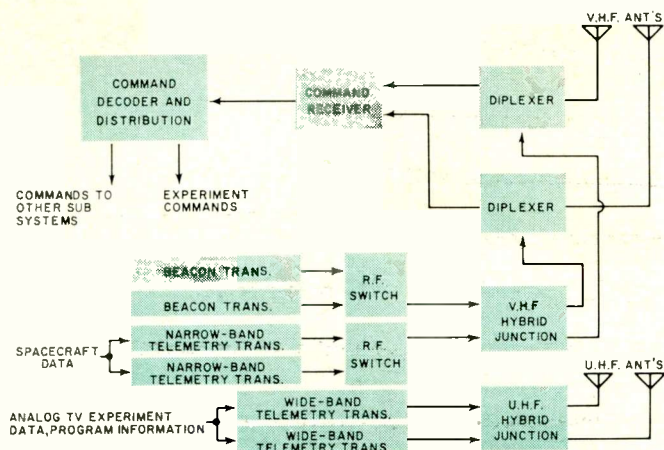 V.H.F. ANT'S
COMMAND
DECODER AND
DISTRIBUTION
COMMAND
RECEIVER
DIPLEXER
COMMANDS TO
OTHER SUB
SYSTEMS
EXPERIMENT
COMMANDS
DIPLEXER
BEACON TRANS.
R.F.
SWITCH
BEACON TRANS.
V.H.F
HYBRID
JUNCTION
SPACECRAFT
DATA
NARROW-BAND
TELEMETRY TRANS.
R.F.
SWITCH
NARROW-BAND
TELEMETRY TRANS.
U.H.F. ANT'S
ANALOG TV EXPERIMENT
DATA, PROGRAM INFORMATION
WIDE-BAND
TELEMETRY TRANS.
U.H.F.
HYBRID
JUNCTION
WIDE-BAND
TELEMETRY TRANS